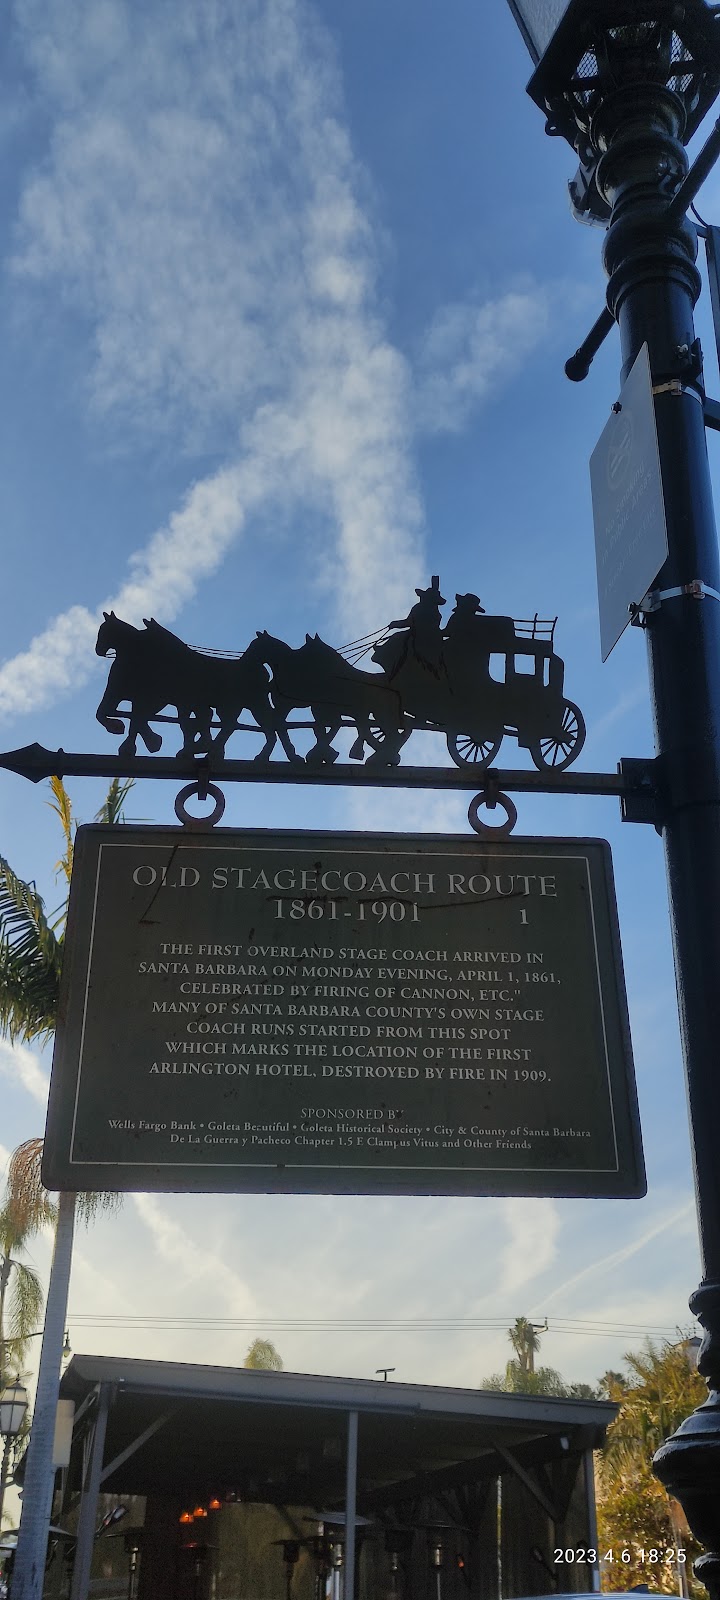 OLD STAGECOACH ROUTE
1861-1901 1
THE FIRST OVERLAND STAGE COACH ARRIVED IN
SANTA BARBARA ON MONDAY EVENING, APRIL 1, 1861,
CELEBRATED BY FIRING OF CANNON, ETC."
MANY OF SANTA BARBARA COUNTY'S OWN STAGE
COACH RUNS STARTED FROM THIS SPOT
WHICH MARKS THE LOCATION OF THE FIRST
ARLINGTON HOTEL, DESTROYED BY FIRE IN 1909.
SPONSORED BY
Wells Fargo Bank • Goleta Beautiful • Goleta Historical Society • City & County of Santa Barbara
De La Guerra y Pacheco Chapter 1.5 E Clampus Vitus and Other Friends
2023.4.6 18:25